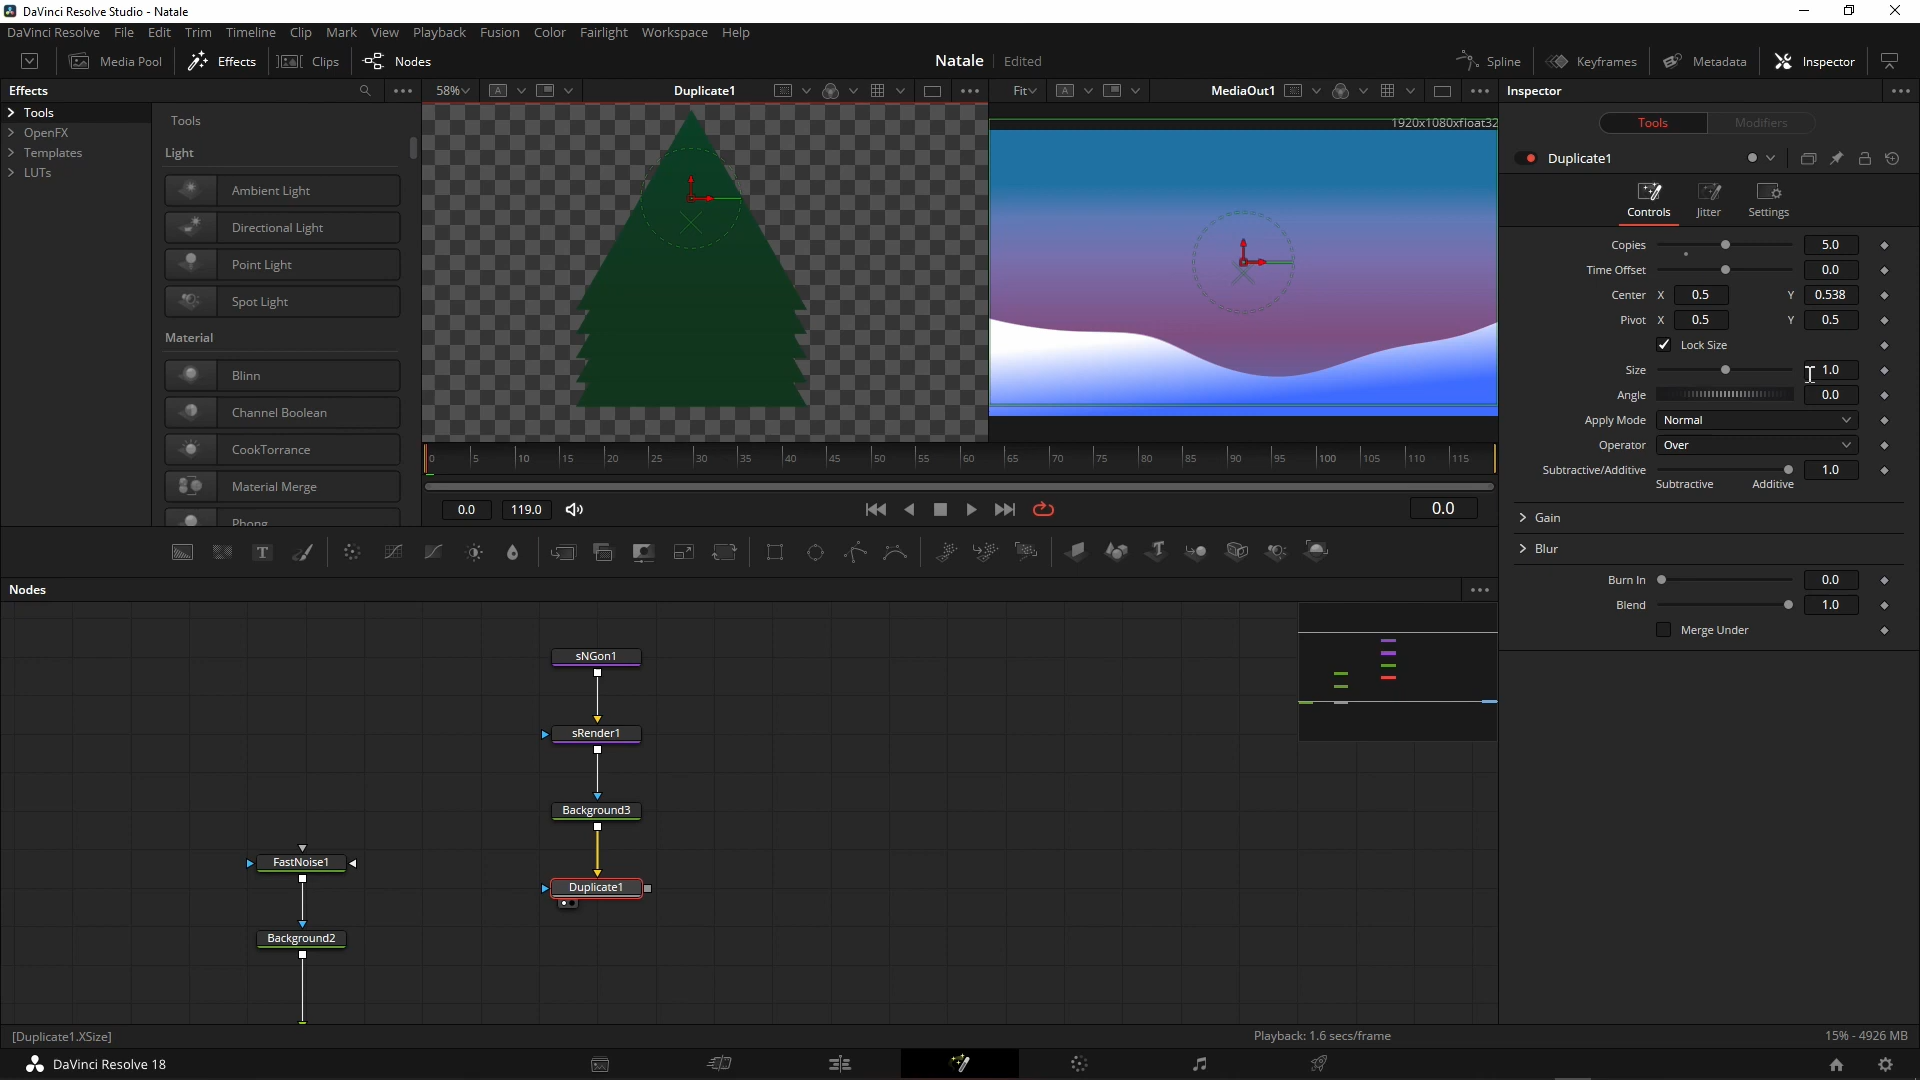 DaVinci Resolve Studio - Natale
DaVinci Resolve File Edit Trim Timeline Clip Mark View Playback Fusion Color Fairlight Workspace Help
Media Pool Effects Clips Nodes Natale Edited Spline Keyframes Metadata Inspector
Effects 58% A Duplicate1 Fit A MediaOut1 Inspector
Tools
OpenFX
Templates
LUTs
Tools
Light
Ambient Light
Directional Light
Point Light
Spot Light
Material
Blinn
Channel Boolean
CookTorrance
Material Merge
Phong
1920x1080xfloat32
Tools Modifiers
Duplicate1
Controls Jitter Settings
Copies 5.0
Time Offset 0.0
Center X 0.5 Y 0.538
Pivot X 0.5 Y 0.5
Lock Size
Size 1.0
Angle 0.0
Apply Mode Normal
Operator Over
Subtractive/Additive 1.0
Subtractive Additive
Gain
Blur
Burn In 0.0
Blend 1.0
Merge Under
0 5 10 15 20 25 30 35 40 45 50 55 60 65 70 75 80 85 90 95 100 105 110 115
0.0 119.0 0.0
T
Nodes
sNGon1
sRender1
Background3
Duplicate1
FastNoise1
Background2
[Duplicate1.XSize] Playback: 1.6 secs/frame 15% - 4926 MB
DaVinci Resolve 18